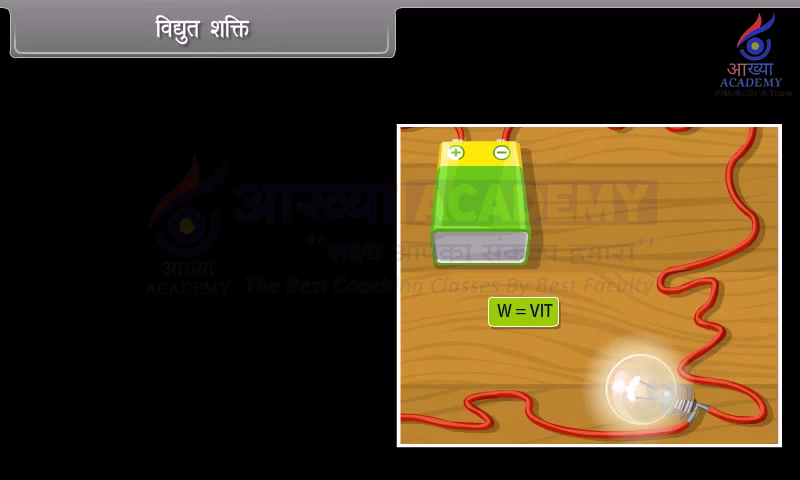 विद्युत शक्ति
आख्या
ACADEMY
आख्या ACADEMY
"लक्ष्य आपका संकल्प हमारा"
आख्या
ACADEMY
The Best Coaching Classes By Best Faculty
+ −
W = VIT